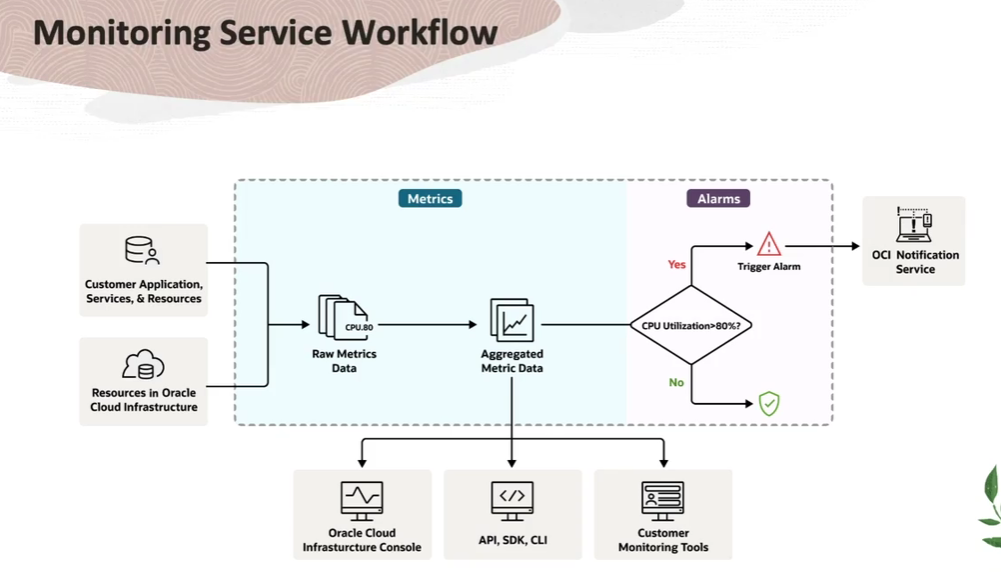 Monitoring Service Workflow
Metrics
Alarms
Customer Application,
Services, & Resources
Resources in Oracle
Cloud Infrastructure
CPU.80
Raw Metrics
Data
Aggregated
Metric Data
CPU Utilization>80%?
Yes
No
Trigger Alarm
OCI Notification
Service
Oracle Cloud
Infrasturcture Console
API, SDK, CLI
Customer
Monitoring Tools